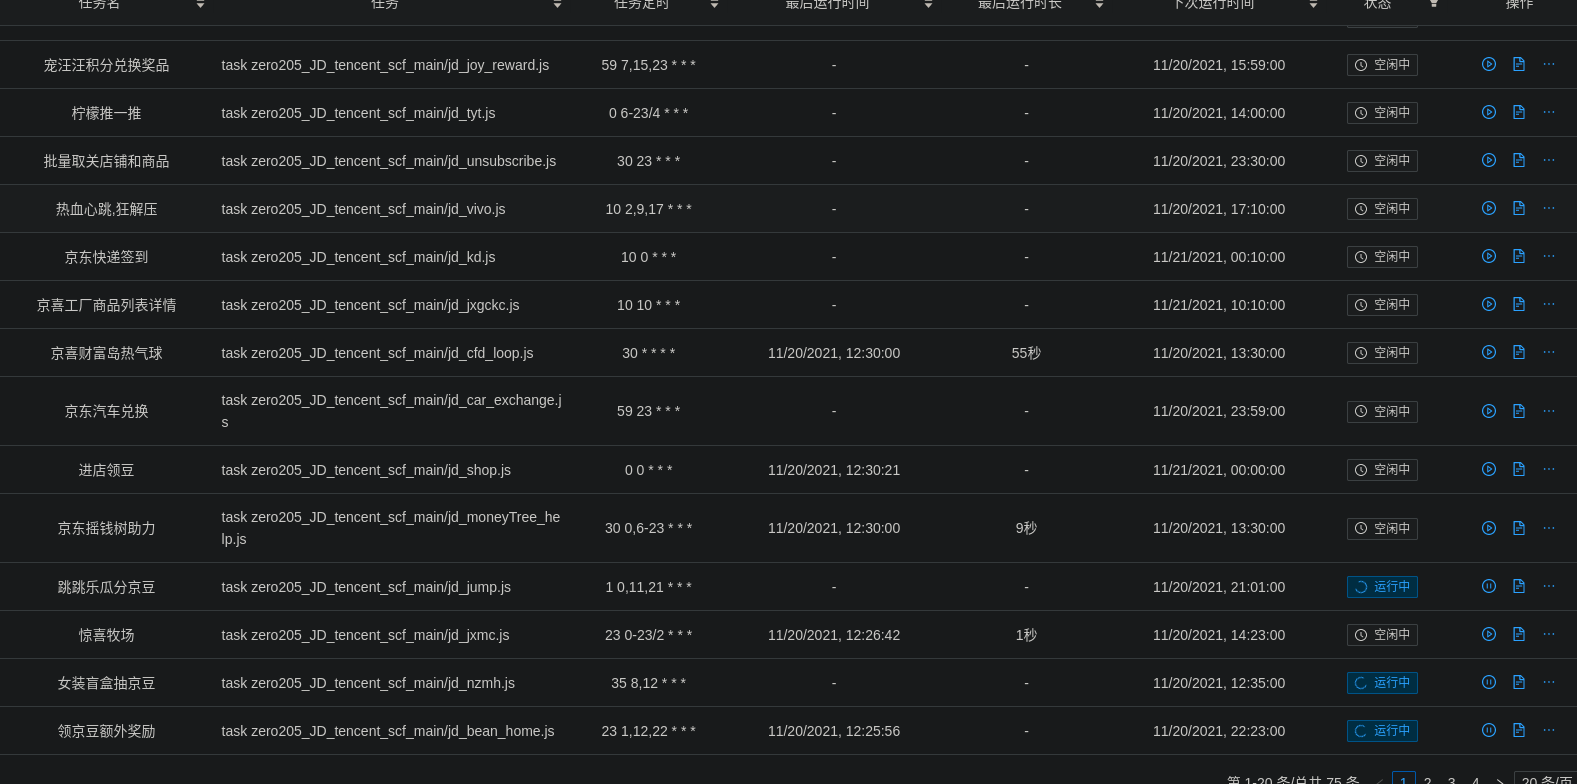 任务名 任务 任务定时 最后运行时间 最后运行时长 下次运行时间 状态 操作
宠汪汪积分兑换奖品 task zero205_JD_tencent_scf_main/jd_joy_reward.js 59 7,15,23 * * * - - 11/20/2021, 15:59:00 空闲中 ···
柠檬推一推 task zero205_JD_tencent_scf_main/jd_tyt.js 0 6-23/4 * * * - - 11/20/2021, 14:00:00 空闲中 ···
批量取关店铺和商品 task zero205_JD_tencent_scf_main/jd_unsubscribe.js 30 23 * * * - - 11/20/2021, 23:30:00 空闲中 ···
热血心跳,狂解压 task zero205_JD_tencent_scf_main/jd_vivo.js 10 2,9,17 * * * - - 11/20/2021, 17:10:00 空闲中 ···
京东快递签到 task zero205_JD_tencent_scf_main/jd_kd.js 10 0 * * * - - 11/21/2021, 00:10:00 空闲中 ···
京喜工厂商品列表详情 task zero205_JD_tencent_scf_main/jd_jxgckc.js 10 10 * * * - - 11/21/2021, 10:10:00 空闲中 ···
京喜财富岛热气球 task zero205_JD_tencent_scf_main/jd_cfd_loop.js 30 * * * * 11/20/2021, 12:30:00 55秒 11/20/2021, 13:30:00 空闲中 ···
京东汽车兑换 task zero205_JD_tencent_scf_main/jd_car_exchange.j 59 23 * * * - - 11/20/2021, 23:59:00 空闲中 ···
s
进店领豆 task zero205_JD_tencent_scf_main/jd_shop.js 0 0 * * * 11/20/2021, 12:30:21 - 11/21/2021, 00:00:00 空闲中 ···
京东摇钱树助力 task zero205_JD_tencent_scf_main/jd_moneyTree_he 30 0,6-23 * * * 11/20/2021, 12:30:00 9秒 11/20/2021, 13:30:00 空闲中 ···
lp.js
跳跳乐瓜分京豆 task zero205_JD_tencent_scf_main/jd_jump.js 1 0,11,21 * * * - - 11/20/2021, 21:01:00 运行中 ···
惊喜牧场 task zero205_JD_tencent_scf_main/jd_jxmc.js 23 0-23/2 * * * 11/20/2021, 12:26:42 1秒 11/20/2021, 14:23:00 空闲中 ···
女装盲盒抽京豆 task zero205_JD_tencent_scf_main/jd_nzmh.js 35 8,12 * * * - - 11/20/2021, 12:35:00 运行中 ···
领京豆额外奖励 task zero205_JD_tencent_scf_main/jd_bean_home.js 23 1,12,22 * * * 11/20/2021, 12:25:56 - 11/20/2021, 22:23:00 运行中 ···
第 1-20 条/总共 75 条 < 1 2 3 4 > 20 条/页